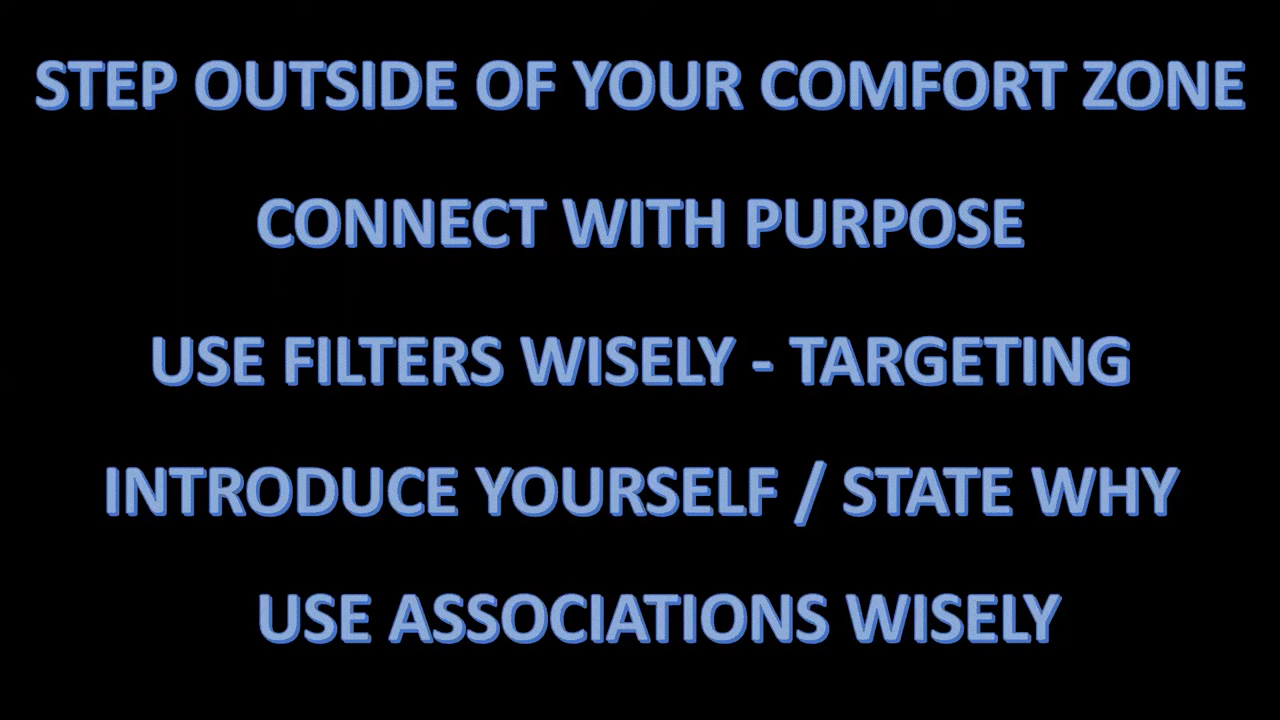 STEP OUTSIDE OF YOUR COMFORT ZONE
CONNECT WITH PURPOSE
USE FILTERS WISELY - TARGETING
INTRODUCE YOURSELF / STATE WHY
USE ASSOCIATIONS WISELY